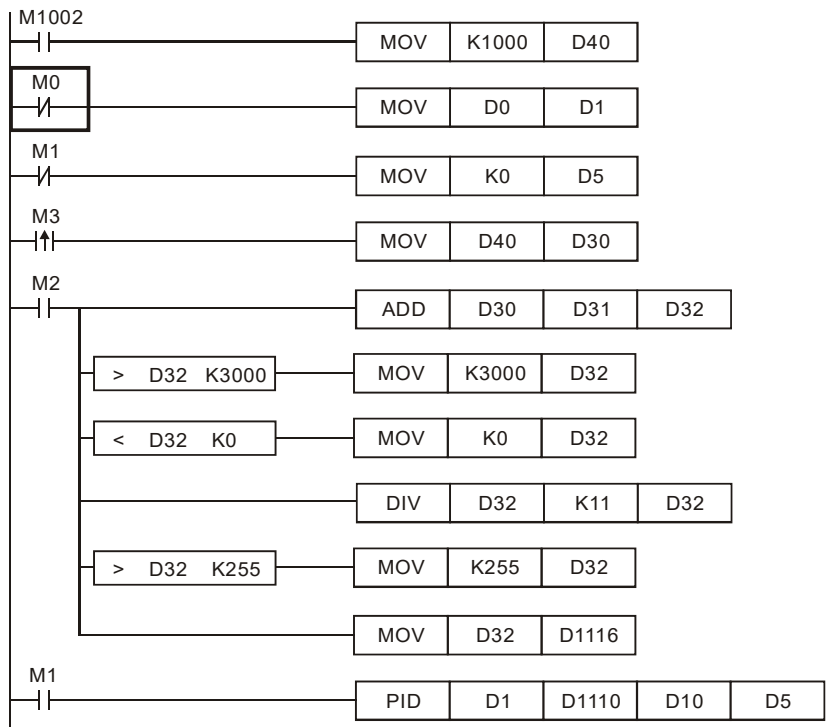 M1002
MOV K1000 D40
M0
MOV D0 D1
M1
MOV K0 D5
M3
MOV D40 D30
M2
ADD D30 D31 D32
> D32 K3000 MOV K3000 D32
< D32 K0 MOV K0 D32
DIV D32 K11 D32
> D32 K255 MOV K255 D32
MOV D32 D1116
M1
PID D1 D1110 D10 D5